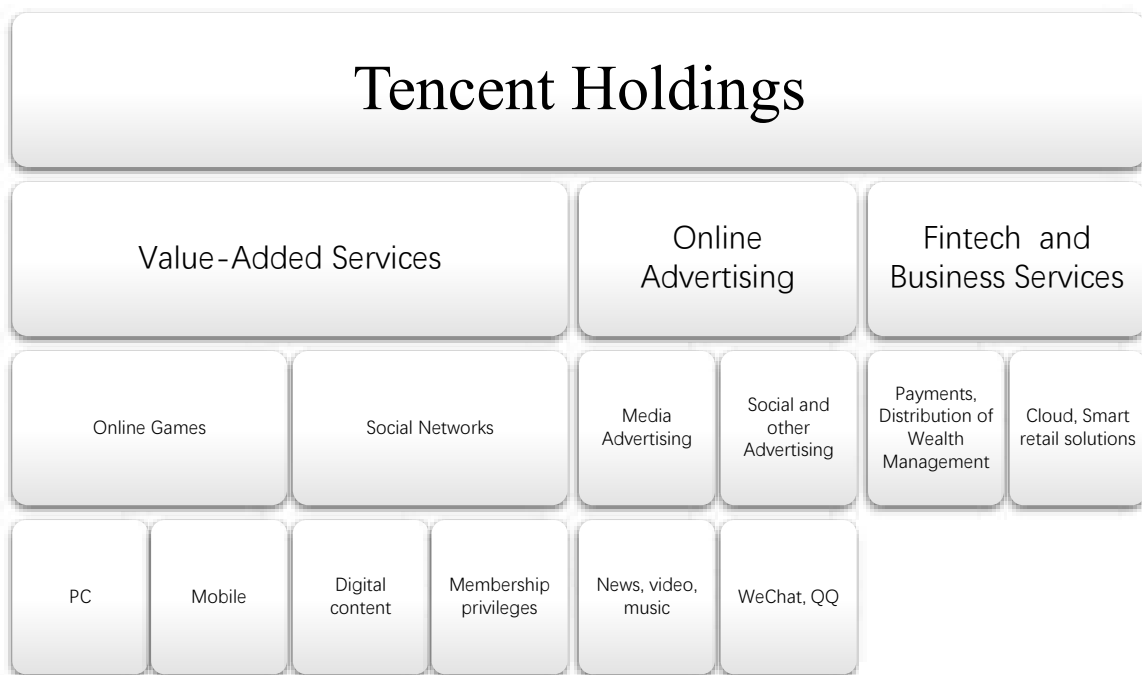 Tencent Holdings
Value-Added Services
Online
Advertising
Fintech and
Business Services
Online Games
Social Networks
Media
Advertising
Social and
other
Advertising
Payments,
Distribution of
Wealth
Management
Cloud, Smart
retail solutions
PC
Mobile
Digital
content
Membership
privileges
News, video,
music
WeChat, QQ